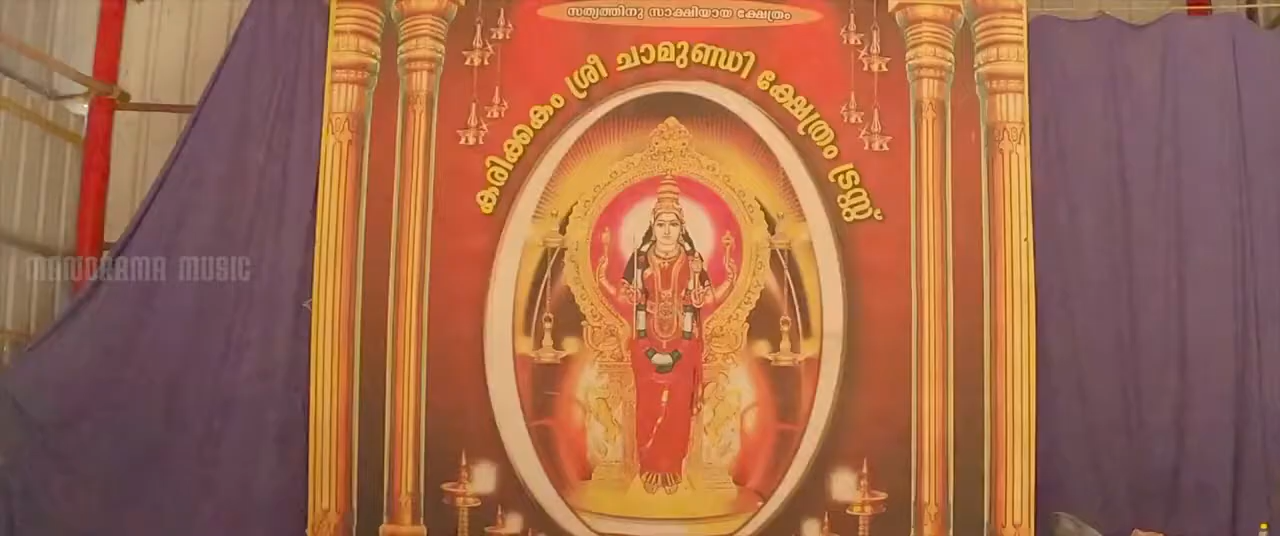 സത്യത്തിനു സാക്ഷിയായ ക്ഷേത്രം
കരിക്കകം ശ്രീ ചാമുണ്ഡി ക്ഷേത്രം ട്രസ്റ്റ്
MANORAMA MUSIC